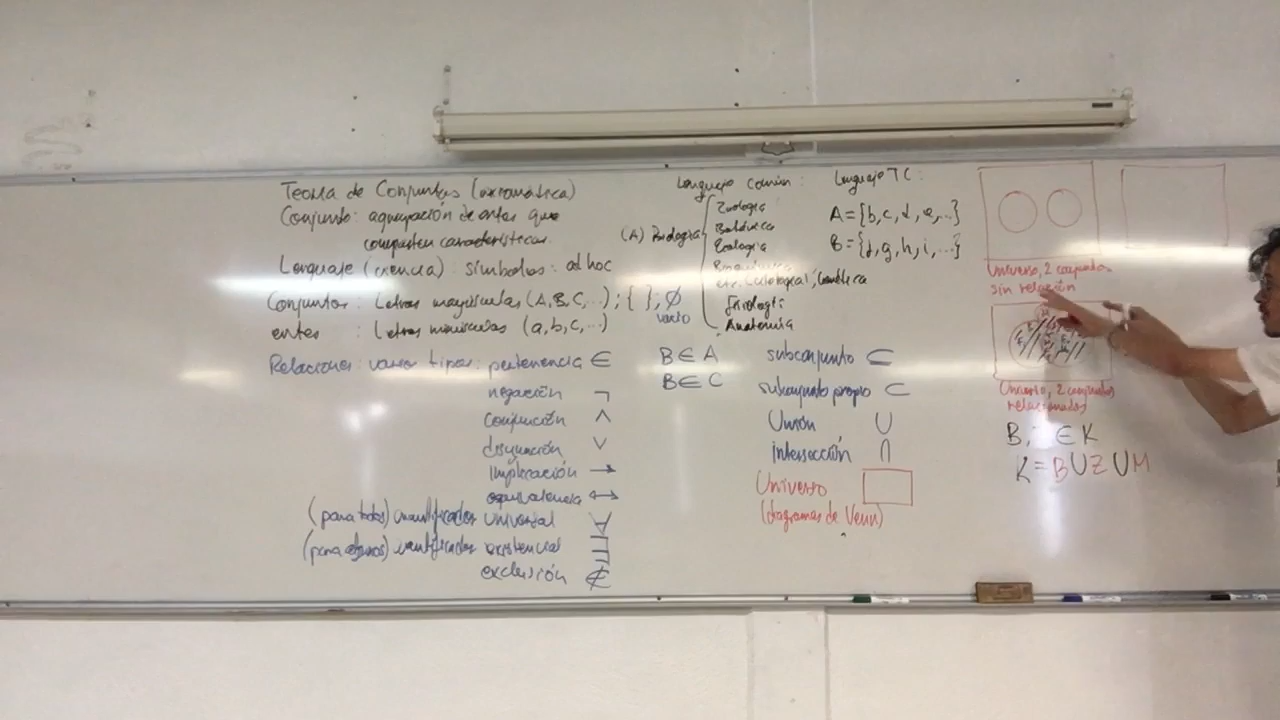 Teoría de Conjuntos (axiomática)
Conjunto: agrupación de entes que
comparten características.
Lenguaje (ciencia): símbolos: ad hoc
Conjuntos: Letras mayúsculas (A, B, C, ...); { }, ∅
vacío
entes : Letras minúsculas (a, b, c, ...)
Relaciones: varios tipos: pertenencia ∈
negación ¬
conjunción ∧
disyunción ∨
implicación →
equivalencia ↔
(para todos) cuantificador universal ∀
(para algunos) cuantificador existencial ∃
exclusión ∉
Lenguaje común:
(A) Biología
Zoología
Botánica
Ecología
Bioquímica
etc.
Genética
Fisiología
Anatomía
Lenguaje TC:
A = {b, c, d, e, ...}
B = {f, g, h, i, ...}
B ∈ A
B ∈ C
subconjunto ⊆
subconjunto propio ⊂
Unión ∪
intersección ∩
Universo
(diagramas de Venn)
Universo, 2 conjuntos
sin relación
Universo, 2 conjuntos
relacionados
B, ∈ K
K = B ∪ Z ∪ M